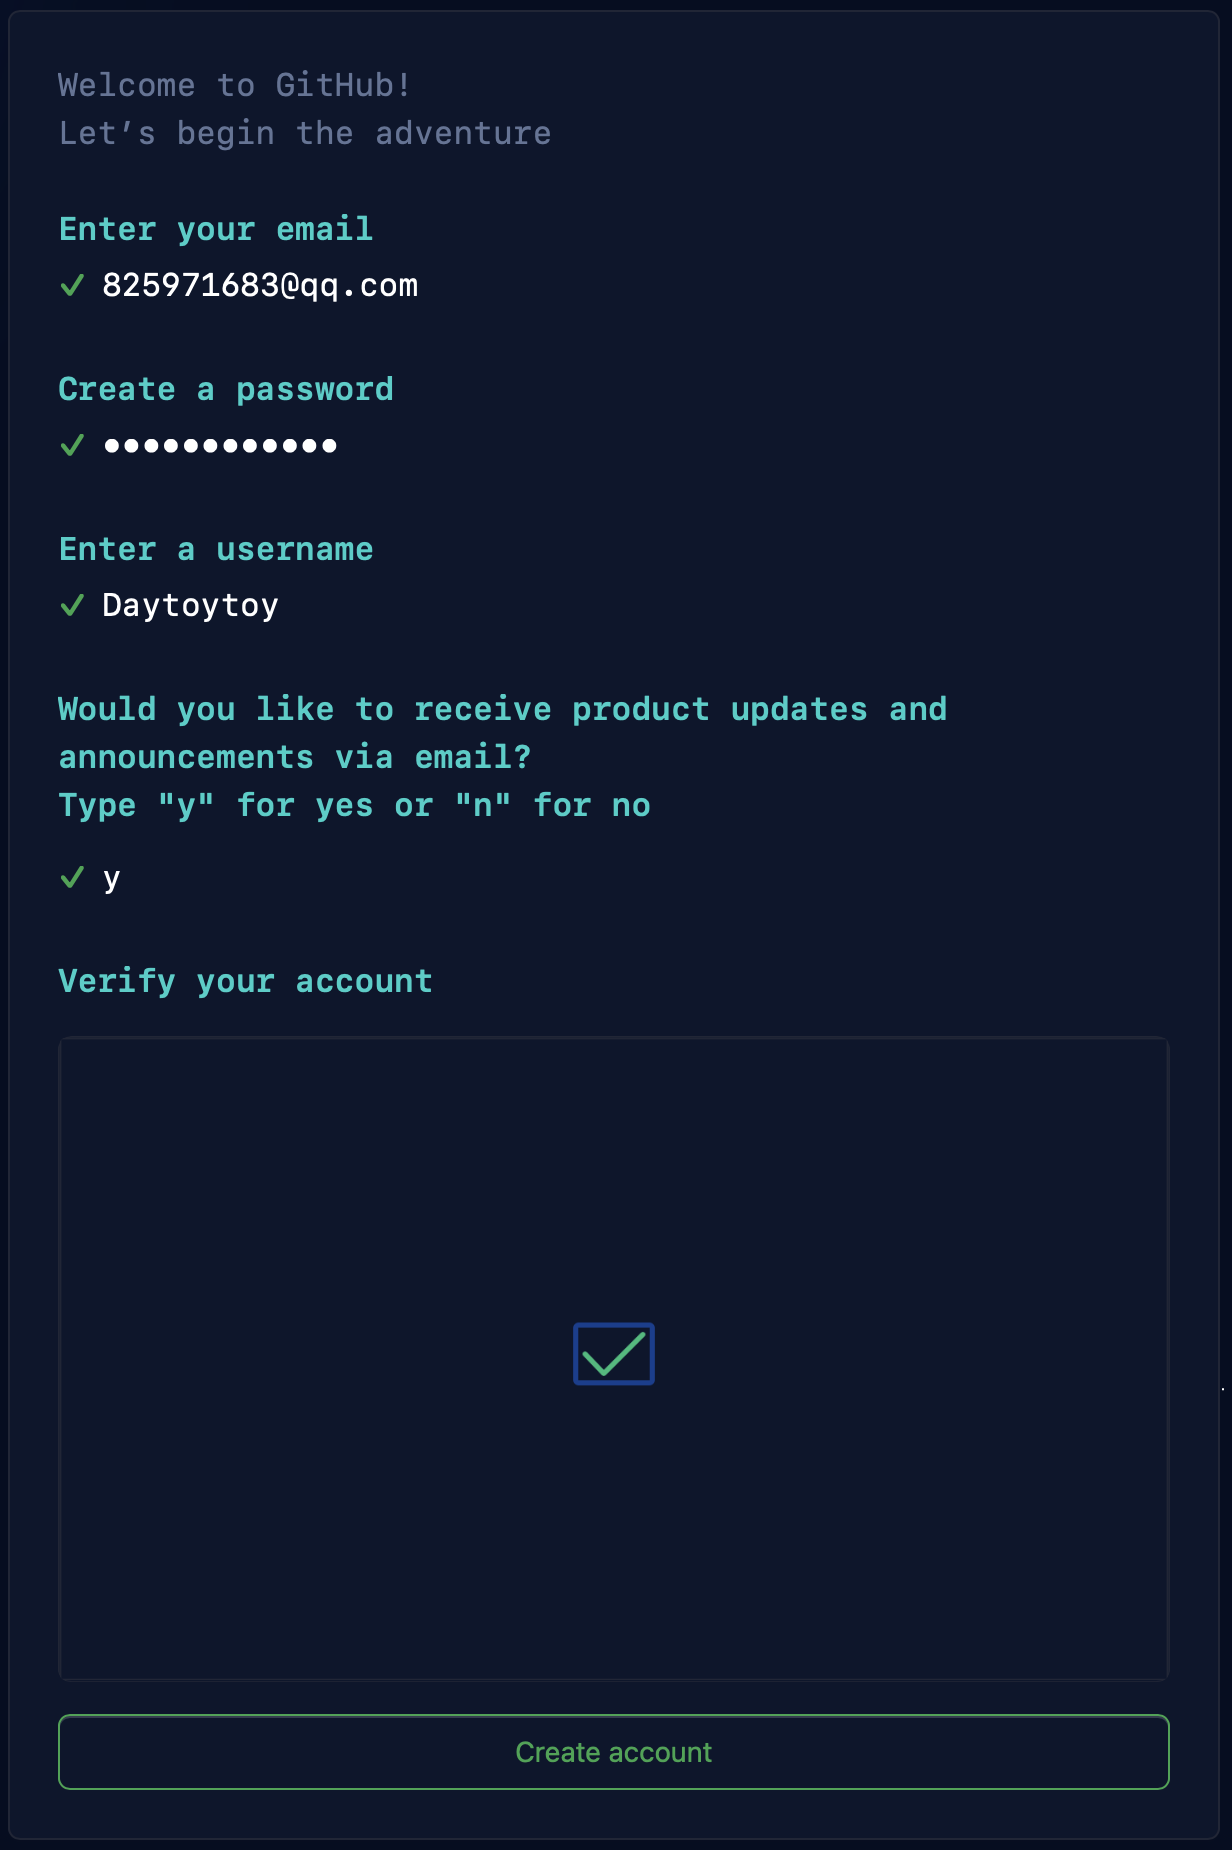 Welcome to GitHub!
Let’s begin the adventure
Enter your email
825971683@qq.com
Create a password
••••••••••••
Enter a username
Daytoytoy
Would you like to receive product updates and
announcements via email?
Type "y" for yes or "n" for no
y
Verify your account
Create account